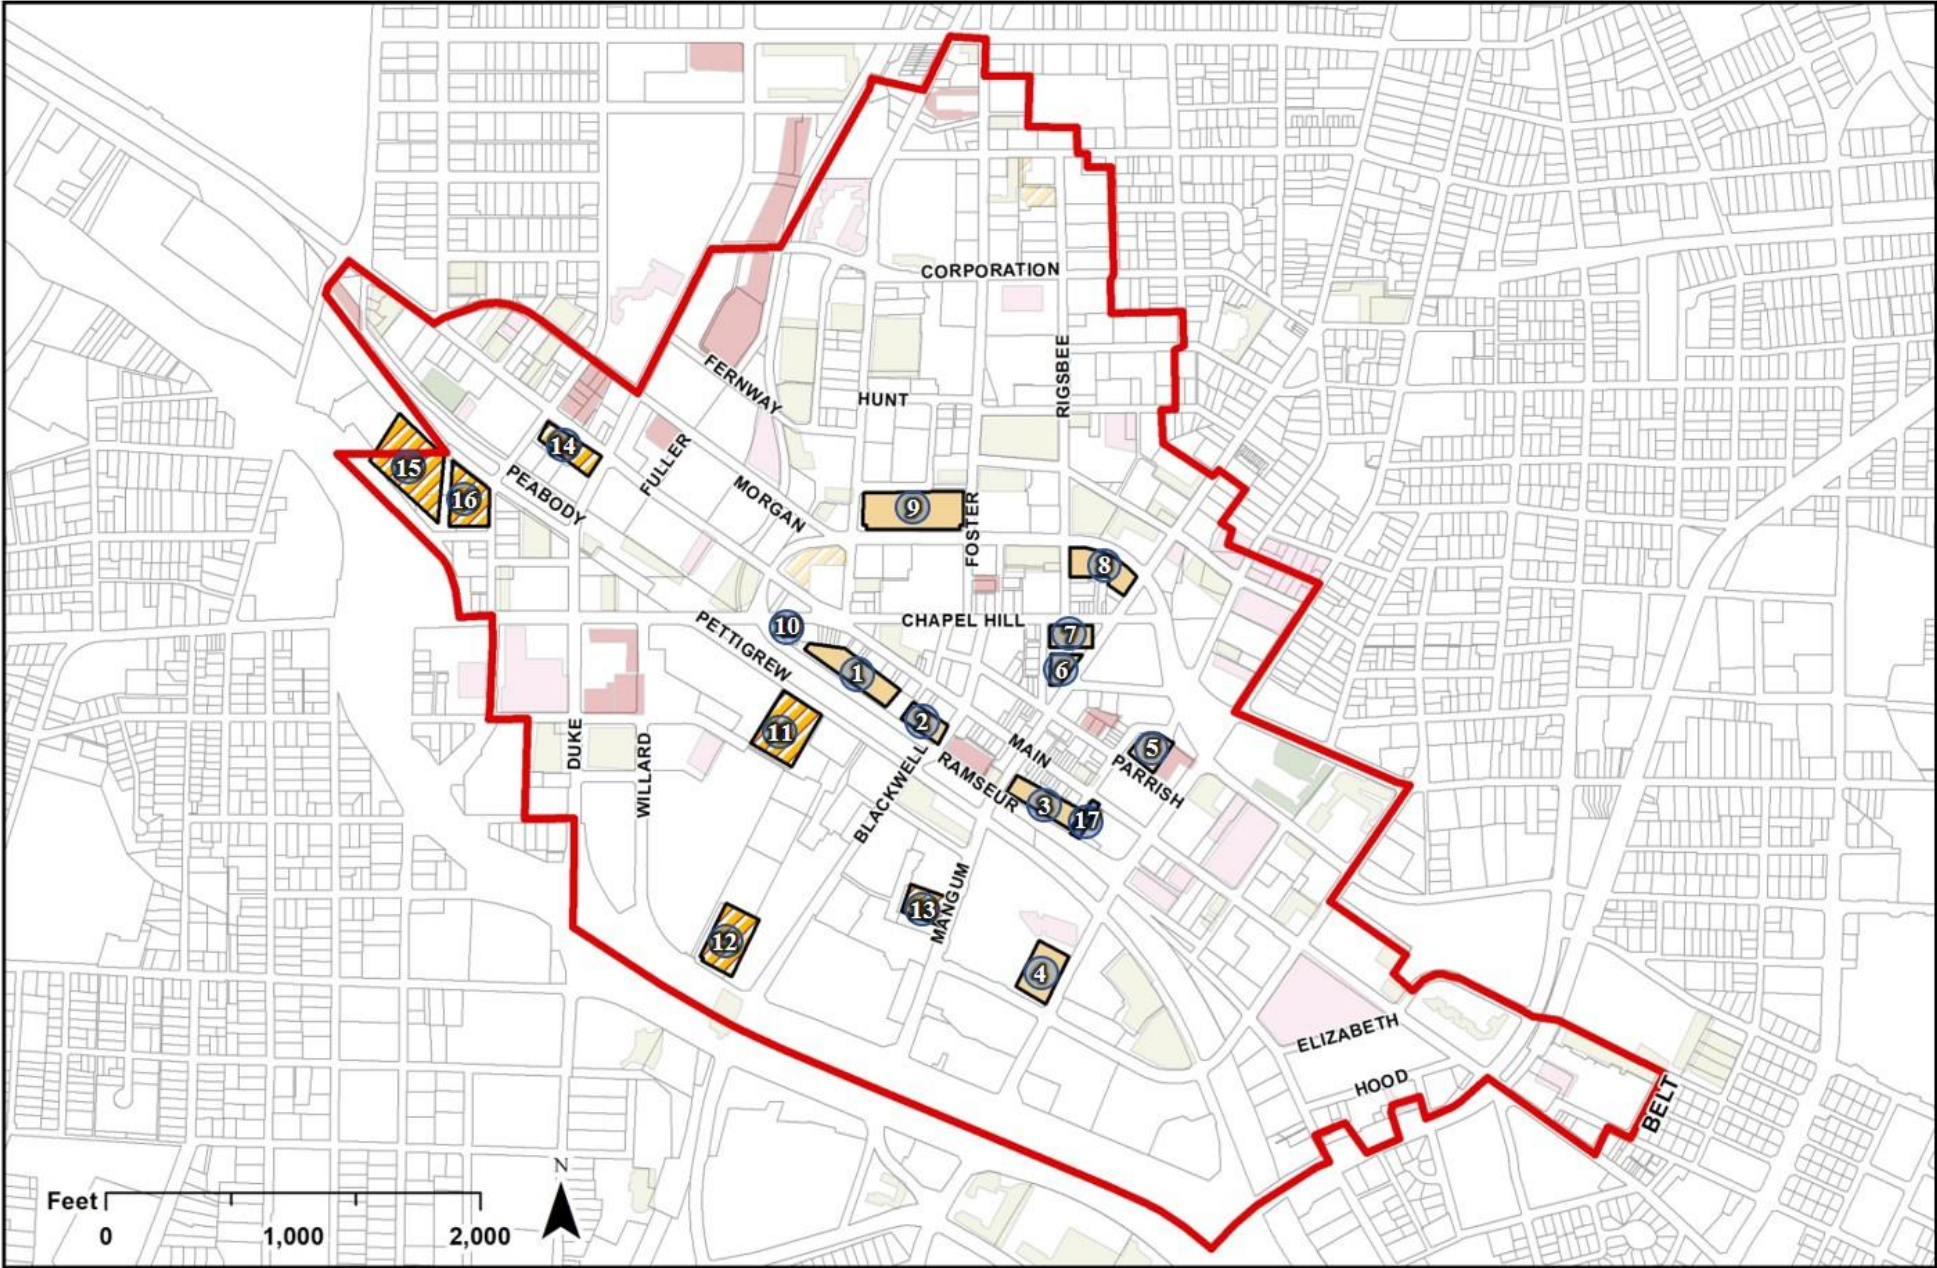 CORPORATION
RIGSBEE
FERNWAY
HUNT
14
FULLER
15
16
PEABODY
MORGAN
9
FOSTER
8
CHAPEL HILL
10
7
PETTIGREW
6
1
11
2
DUKE
WILLARD
MAIN
5
PARRISH
BLACKWELL
RAMSEUR
3
17
13
MANGUM
12
4
ELIZABETH
HOOD
BELT
N
Feet
0 1,000 2,000